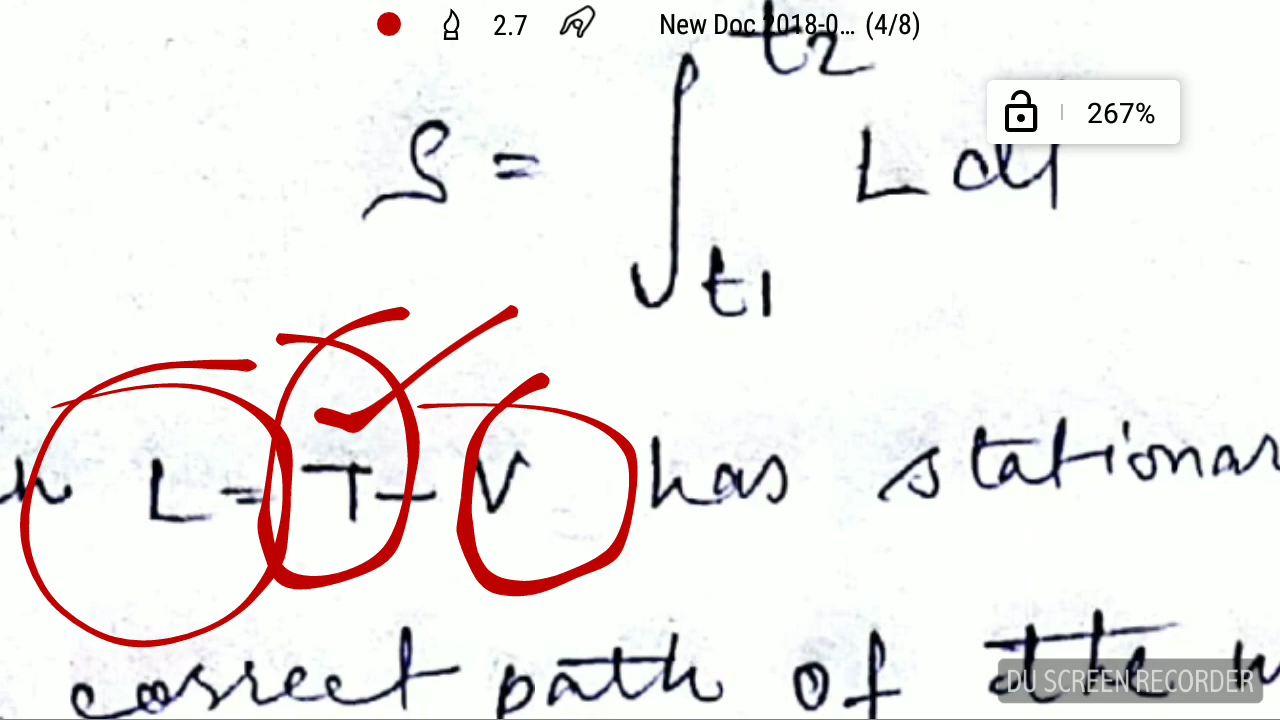 2.7 New Doc 2018-0... (4/8)
267%
t2
S = ∫ L dt
t1
L = T - V has stationar
correct path of the
DU SCREEN RECORDER